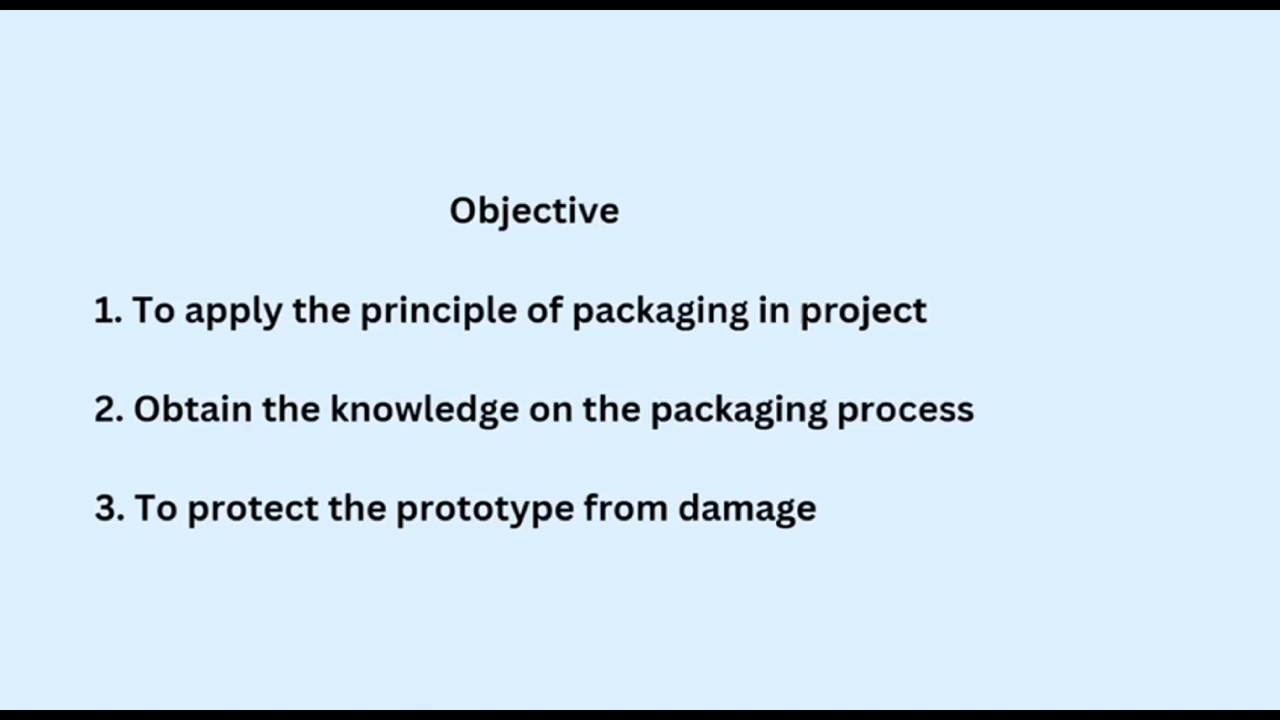 Objective
1. To apply the principle of packaging in project
2. Obtain the knowledge on the packaging process
3. To protect the prototype from damage